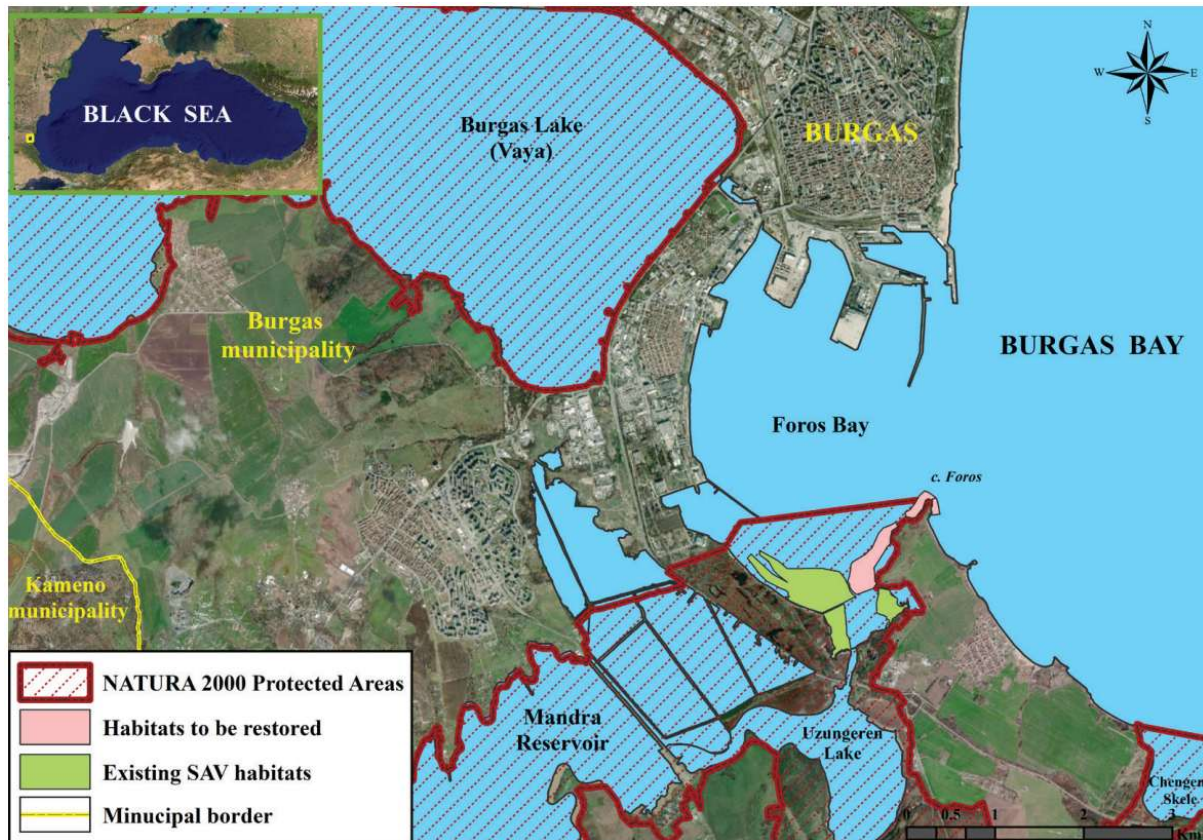 BLACK SEA
N
W
E
S
Burgas Lake
(Vaya)
BURGAS
Burgas
municipality
BURGAS BAY
Foros Bay
c. Foros
Kameno
municipality
NATURA 2000 Protected Areas
Habitats to be restored
Existing SAV habitats
Minucipal border
Mandra
Reservoir
Uzungeren
Lake
Skele
0 0.5 1 2 3